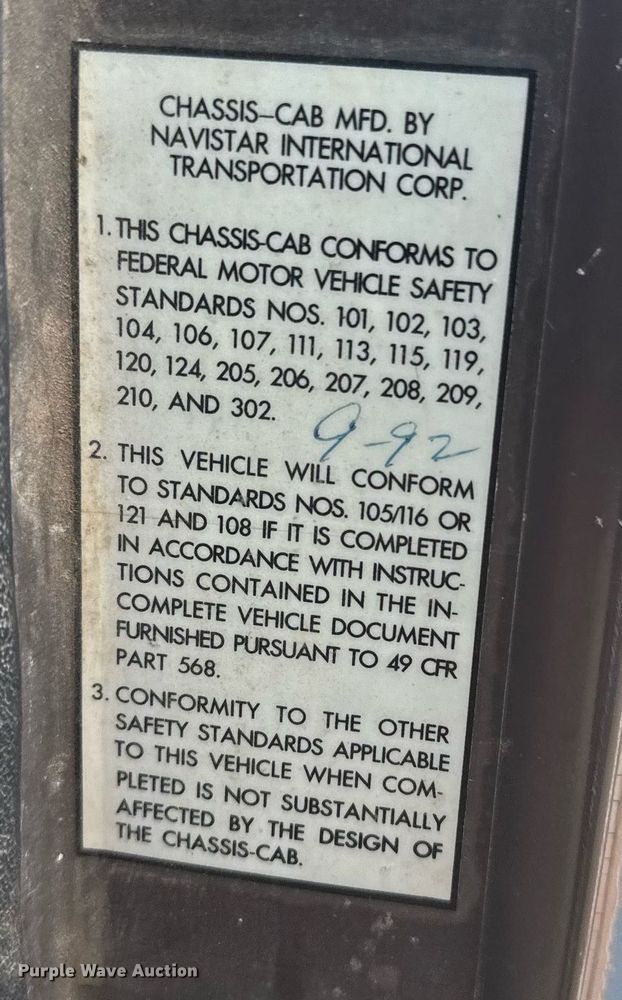 CHASSIS-CAB MFD. BY
NAVISTAR INTERNATIONAL
TRANSPORTATION CORP.
1. THIS CHASSIS-CAB CONFORMS TO
FEDERAL MOTOR VEHICLE SAFETY
STANDARDS NOS. 101, 102, 103,
104, 106, 107, 111, 113, 115, 119,
120, 124, 205, 206, 207, 208, 209,
210, AND 302.
9-92
2. THIS VEHICLE WILL CONFORM
TO STANDARDS NOS. 105/116 OR
121 AND 108 IF IT IS COMPLETED
IN ACCORDANCE WITH INSTRUC-
TIONS CONTAINED IN THE IN-
COMPLETE VEHICLE DOCUMENT
FURNISHED PURSUANT TO 49 CFR
PART 568.
3. CONFORMITY TO THE OTHER
SAFETY STANDARDS APPLICABLE
TO THIS VEHICLE WHEN COM-
PLETED IS NOT SUBSTANTIALLY
AFFECTED BY THE DESIGN OF
THE CHASSIS-CAB.
Purple Wave Auction